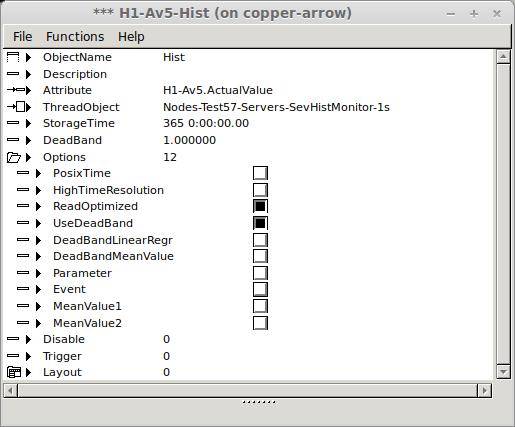 *** H1-Av5-Hist (on copper-arrow)
File Functions Help
ObjectName Hist
Description
Attribute H1-Av5.ActualValue
ThreadObject Nodes-Test57-Servers-SevHistMonitor-1s
StorageTime 365 0:00:00.00
DeadBand 1.000000
Options 12
PosixTime
HighTimeResolution
ReadOptimized
UseDeadBand
DeadBandLinearRegr
DeadBandMeanValue
Parameter
Event
MeanValue1
MeanValue2
Disable 0
Trigger 0
Layout 0